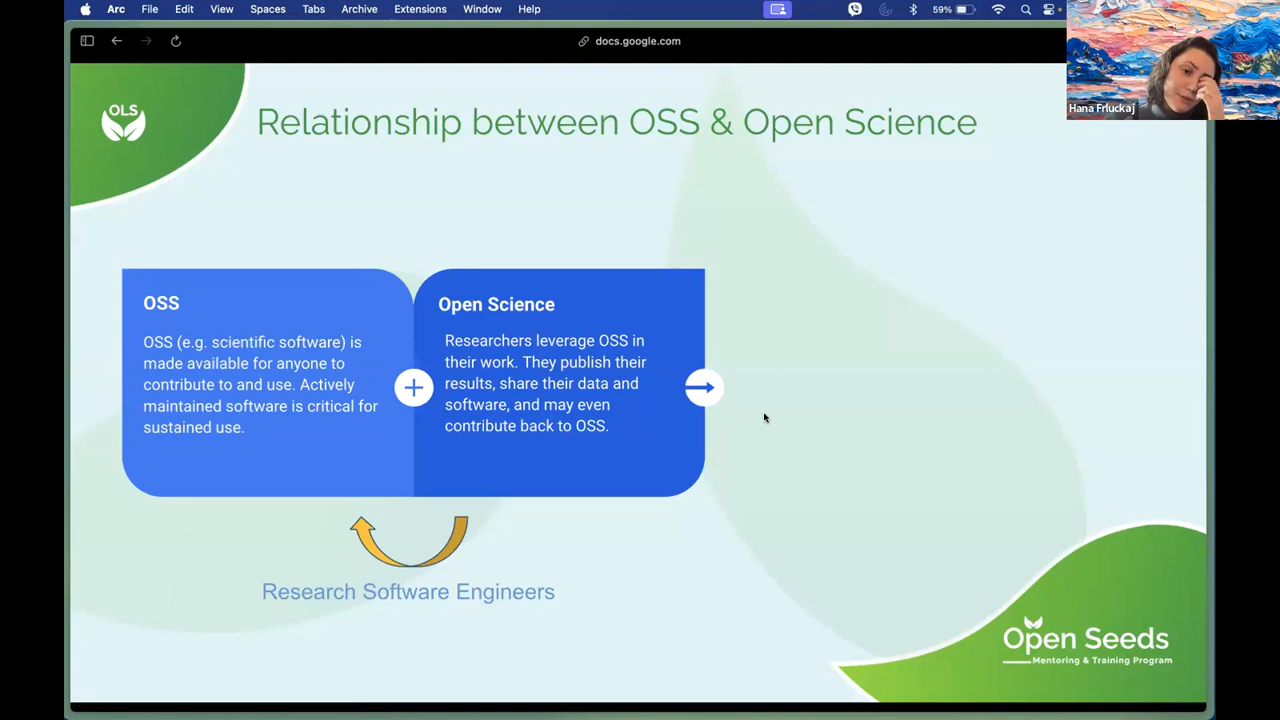 Arc File Edit View Spaces Tabs Archive Extensions Window Help 59%
docs.google.com
Hana Frluckaj
OLS
Relationship between OSS & Open Science
OSS
OSS (e.g. scientific software) is
made available for anyone to
contribute to and use. Actively
maintained software is critical for
sustained use.
Open Science
Researchers leverage OSS in
their work. They publish their
results, share their data and
software, and may even
contribute back to OSS.
Research Software Engineers
Open Seeds
Mentoring & Training Program